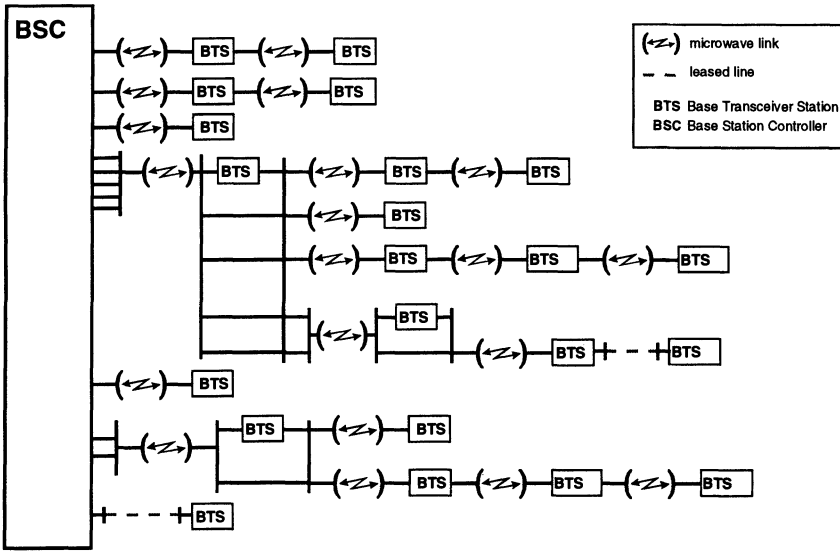 BSC
BTS BTS
microwave link
leased line
BTS Base Transceiver Station
BSC Base Station Controller
BTS BTS
BTS
BTS BTS BTS
BTS
BTS BTS BTS
BTS
BTS BTS
BTS
BTS BTS
BTS BTS BTS
BTS